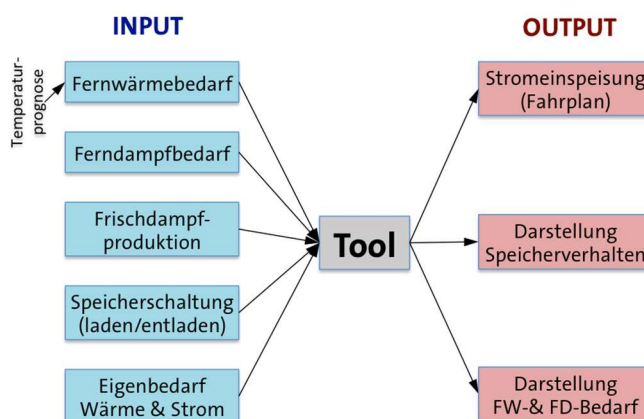 INPUT
OUTPUT
Temperatur-
prognose
Fernwärmebedarf
Ferndampfbedarf
Frischdampf-
produktion
Speicherschaltung
(laden/entladen)
Eigenbedarf
Wärme & Strom
Tool
Stromeinspeisung
(Fahrplan)
Darstellung
Speicherverhalten
Darstellung
FW-& FD-Bedarf